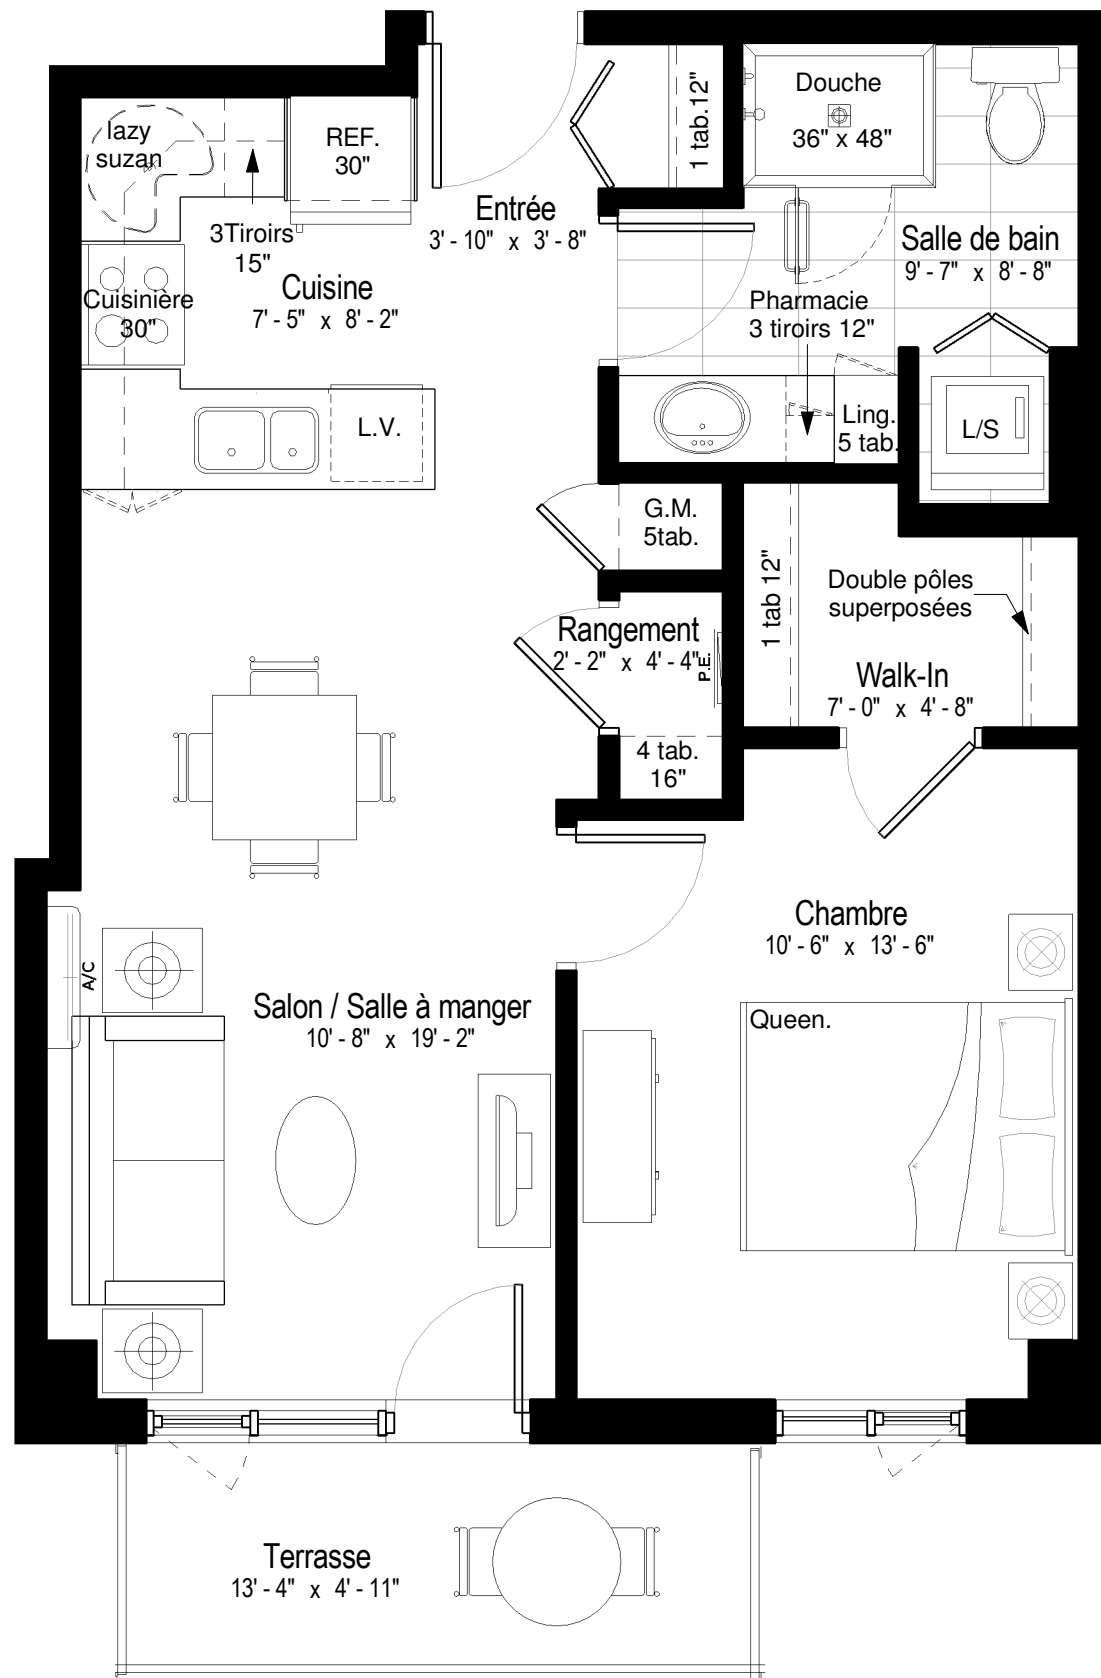 Douche
36" x 48"
1 tab.12"
lazy
suzan
REF.
30"
3Tiroirs
15"
Entrée
3' - 10" x 3' - 8"
Salle de bain
9' - 7" x 8' - 8"
Cuisinière
30"
Cuisine
7' - 5" x 8' - 2"
Pharmacie
3 tiroirs 12"
L.V.
Ling.
5 tab.
L/S
G.M.
5tab.
1 tab 12"
Double pôles
superposées
Rangement
2' - 2" x 4' - 4"
P.E.
Walk-In
7' - 0" x 4' - 8"
4 tab.
16"
Chambre
10' - 6" x 13' - 6"
A/C
Salon / Salle à manger
10' - 8" x 19' - 2"
Queen.
Terrasse
13' - 4" x 4' - 11"